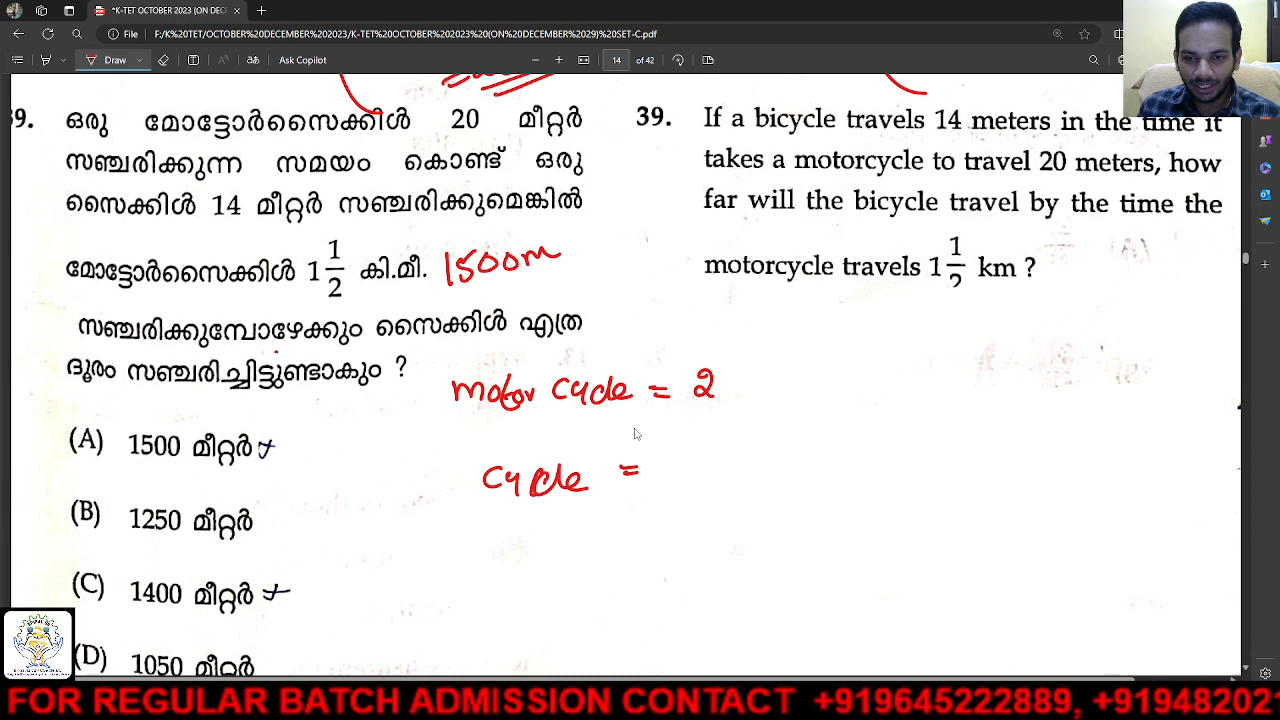 *K-TET OCTOBER 2023 (ON DEC
File
F:/K%20TET/OCTOBER%20DECEMBER%202023/K-TET%20OCTOBER%202023%20(ON%20DECEMBER%2029)%20SET-C.pdf
Draw
Ask Copilot
14 of 42
39. ഒരു മോട്ടോർസൈക്കിൾ 20 മീറ്റർ
സഞ്ചരിക്കുന്ന സമയം കൊണ്ട് ഒരു
സൈക്കിൾ 14 മീറ്റർ സഞ്ചരിക്കുമെങ്കിൽ
മോട്ടോർസൈക്കിൾ 1 1/2 കി.മീ. 1500m
സഞ്ചരിക്കുമ്പോഴേക്കും സൈക്കിൾ എത്ര
ദൂരം സഞ്ചരിച്ചിട്ടുണ്ടാകും ?
(A) 1500 മീറ്റർ
(B) 1250 മീറ്റർ
(C) 1400 മീറ്റർ
(D) 1050 മീറ്റർ
39. If a bicycle travels 14 meters in the time it
takes a motorcycle to travel 20 meters, how
far will the bicycle travel by the time the
motorcycle travels 1 1/2 km ?
motor cycle = 2
cycle =
FOR REGULAR BATCH ADMISSION CONTACT +919645222889, +91948202